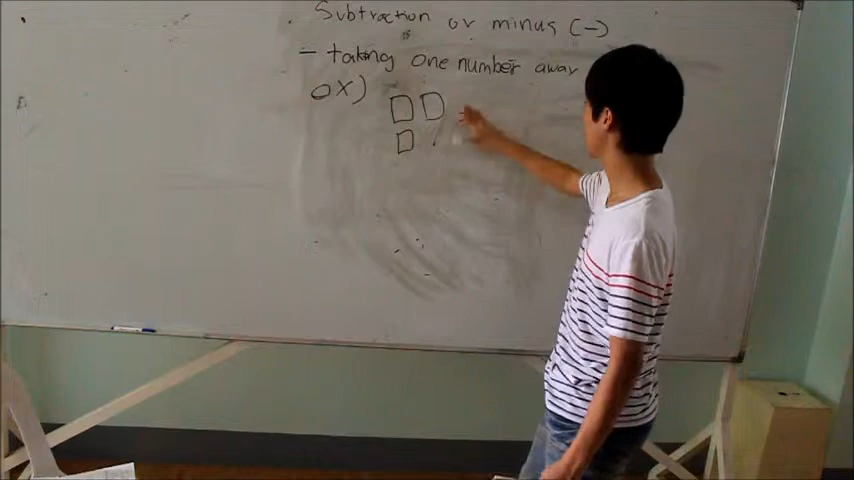 Subtraction or minus (-)
- taking one number away
ex)